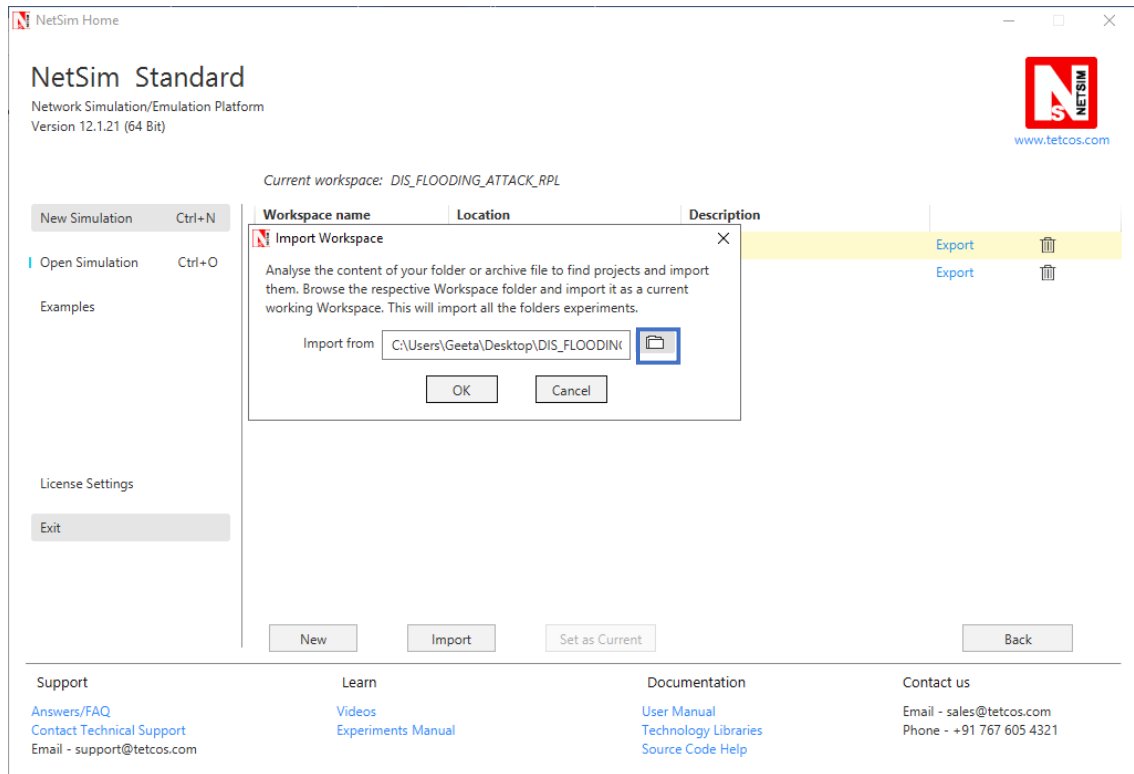 NetSim Home
NetSim Standard
Network Simulation/Emulation Platform
Version 12.1.21 (64 Bit)
NETSIM
www.tetcos.com
Current workspace: DIS_FLOODING_ATTACK_RPL
New Simulation Ctrl+N
Open Simulation Ctrl+O
Examples
License Settings
Exit
Workspace name Location Description
Export
Export
Import Workspace
Analyse the content of your folder or archive file to find projects and import
them. Browse the respective Workspace folder and import it as a current
working Workspace. This will import all the folders experiments.
Import from C:\Users\Geeta\Desktop\DIS_FLOODING
OK Cancel
New Import Set as Current Back
Support Learn Documentation Contact us
Answers/FAQ Videos User Manual Email - sales@tetcos.com
Contact Technical Support Experiments Manual Technology Libraries Phone - +91 767 605 4321
Email - support@tetcos.com Source Code Help